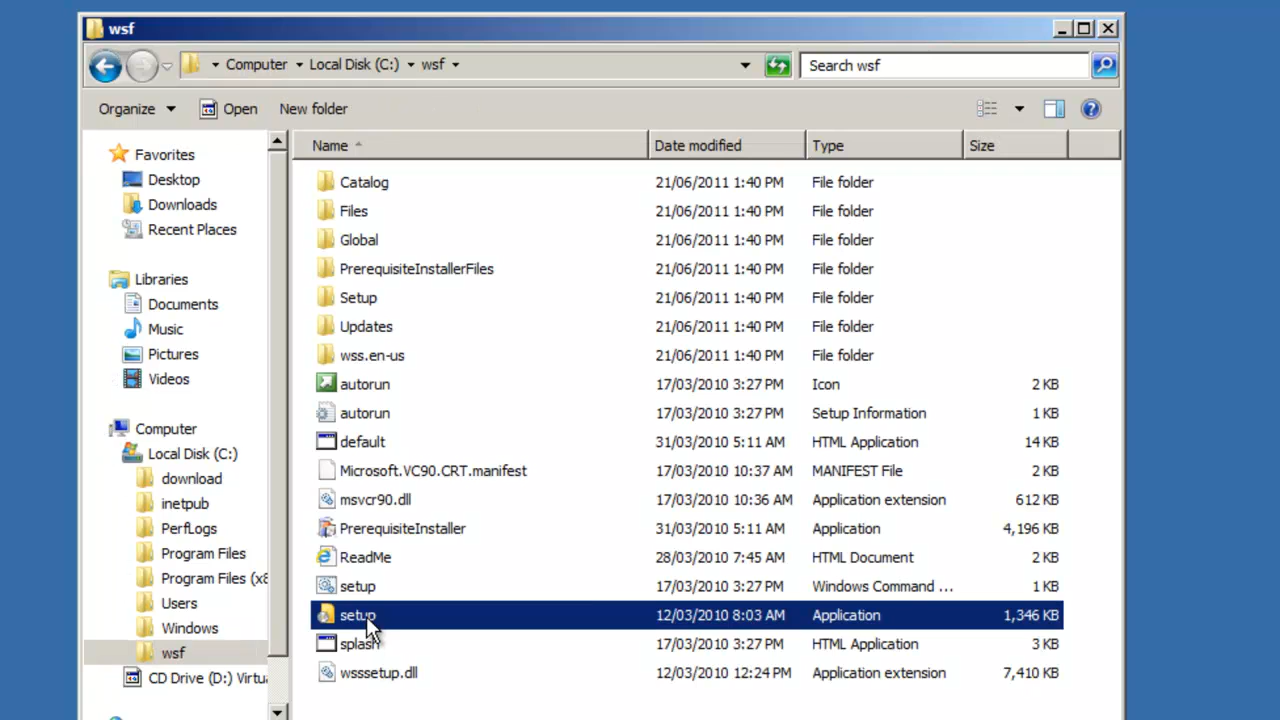 wsf
Computer Local Disk (C:) wsf
Search wsf
Organize Open New folder
Name Date modified Type Size
Favorites
Desktop
Downloads
Recent Places
Libraries
Documents
Music
Pictures
Videos
Computer
Local Disk (C:)
download
inetpub
PerfLogs
Program Files
Program Files (x8
Users
Windows
wsf
CD Drive (D:) Virtu
Catalog 21/06/2011 1:40 PM File folder
Files 21/06/2011 1:40 PM File folder
Global 21/06/2011 1:40 PM File folder
PrerequisiteInstallerFiles 21/06/2011 1:40 PM File folder
Setup 21/06/2011 1:40 PM File folder
Updates 21/06/2011 1:40 PM File folder
wss.en-us 21/06/2011 1:40 PM File folder
autorun 17/03/2010 3:27 PM Icon 2 KB
autorun 17/03/2010 3:27 PM Setup Information 1 KB
default 31/03/2010 5:11 AM HTML Application 14 KB
Microsoft.VC90.CRT.manifest 17/03/2010 10:37 AM MANIFEST File 2 KB
msvcr90.dll 17/03/2010 10:36 AM Application extension 612 KB
PrerequisiteInstaller 31/03/2010 5:11 AM Application 4,196 KB
ReadMe 28/03/2010 7:45 AM HTML Document 2 KB
setup 17/03/2010 3:27 PM Windows Command ... 1 KB
setup 12/03/2010 8:03 AM Application 1,346 KB
splash 17/03/2010 3:27 PM HTML Application 3 KB
wsssetup.dll 12/03/2010 12:24 PM Application extension 7,410 KB